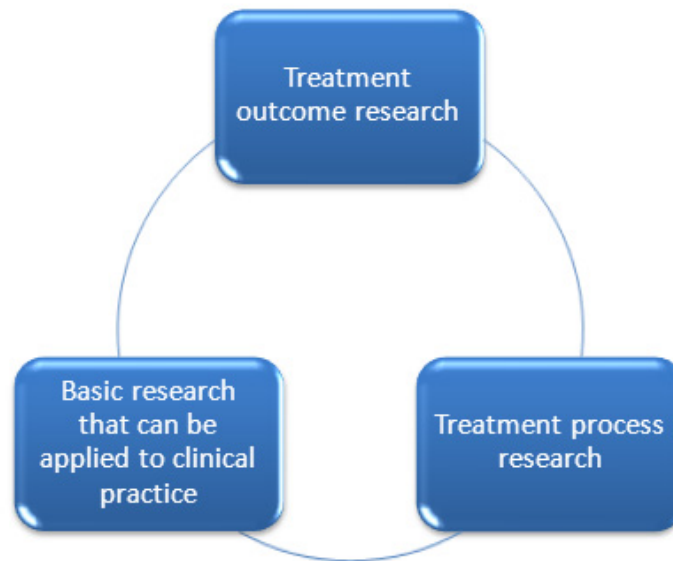 Treatment
outcome research
Basic research
that can be
applied to clinical
practice
Treatment process
research